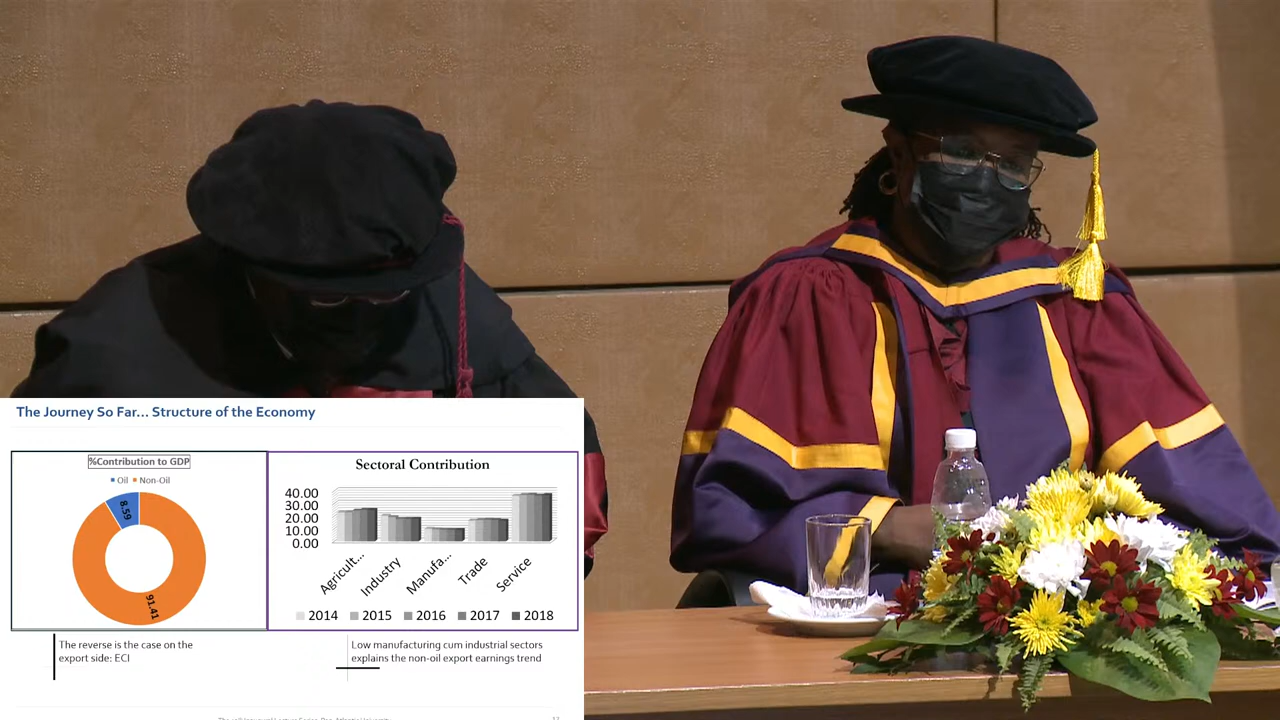 The Journey So Far... Structure of the Economy
%Contribution to GDP
Oil Non-Oil
8.59
91.41
Sectoral Contribution
40.00
30.00
20.00
10.00
0.00
Agricult...
Industry
Manufa...
Trade
Service
2014 2015 2016 2017 2018
The reverse is the case on the
export side: ECI
Low manufacturing cum industrial sectors
explains the non-oil export earnings trend